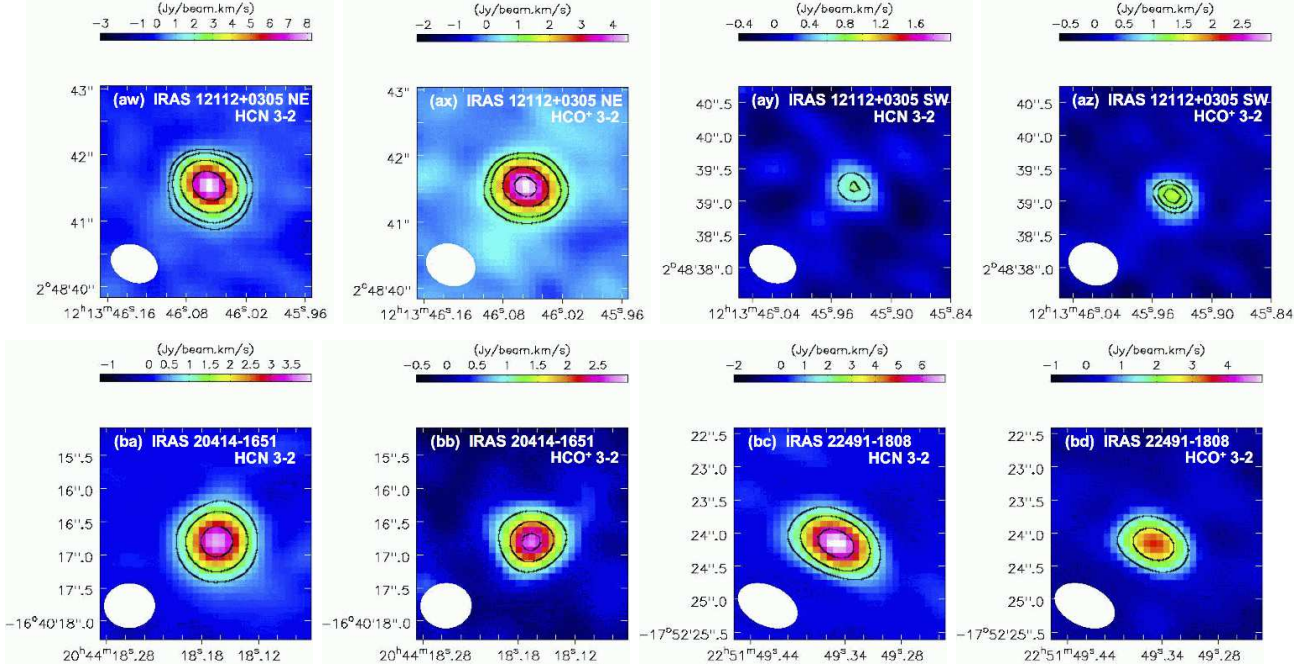 (Jy/beam.km/s) (Jy/beam.km/s) (Jy/beam.km/s) (Jy/beam.km/s)
−3 −2 −1 0 1 2 3 4 5 6 7 8
−2 −1 0 1 2 3 4
−0.4 0 0.4 0.8 1.2 1.6
−0.5 0 0.5 1 1.5 2 2.5
(aw) IRAS 12112+0305 NE
HCN 3-2
43"
42"
41"
2°48'40"
12ʰ13ᵐ46ˢ.16 46ˢ.08 46ˢ.02 45ˢ.96
(ax) IRAS 12112+0305 NE
HCO⁺ 3-2
43"
42"
41"
2°48'40"
12ʰ13ᵐ46ˢ.16 46ˢ.08 46ˢ.02 45ˢ.96
(ay) IRAS 12112+0305 SW
HCN 3-2
40".5
40".0
39".5
39".0
38".5
2°48'38".0
12ʰ13ᵐ46ˢ.04 45ˢ.96 45ˢ.90 45ˢ.84
(az) IRAS 12112+0305 SW
HCO⁺ 3-2
40".5
40".0
39".5
39".0
38".5
2°48'38".0
12ʰ13ᵐ46ˢ.04 45ˢ.96 45ˢ.90 45ˢ.84
(Jy/beam.km/s) (Jy/beam.km/s) (Jy/beam.km/s) (Jy/beam.km/s)
−1 0 0.5 1 1.5 2 2.5 3 3.5
−0.5 0 0.5 1 1.5 2 2.5
−2 0 1 2 3 4 5 6
−1 0 1 2 3 4
(ba) IRAS 20414-1651
HCN 3-2
15".5
16".0
16".5
17".0
17".5
−16°40'18".0
20ʰ44ᵐ18ˢ.28 18ˢ.18 18ˢ.12
(bb) IRAS 20414-1651
HCO⁺ 3-2
15".5
16".0
16".5
17".0
17".5
−16°40'18".0
20ʰ44ᵐ18ˢ.28 18ˢ.18 18ˢ.12
(bc) IRAS 22491-1808
HCN 3-2
22".5
23".0
23".5
24".0
24".5
25".0
−17°52'25".5
22ʰ51ᵐ49ˢ.44 49ˢ.34 49ˢ.28
(bd) IRAS 22491-1808
HCO⁺ 3-2
22".5
23".0
23".5
24".0
24".5
25".0
−17°52'25".5
22ʰ51ᵐ49ˢ.44 49ˢ.34 49ˢ.28